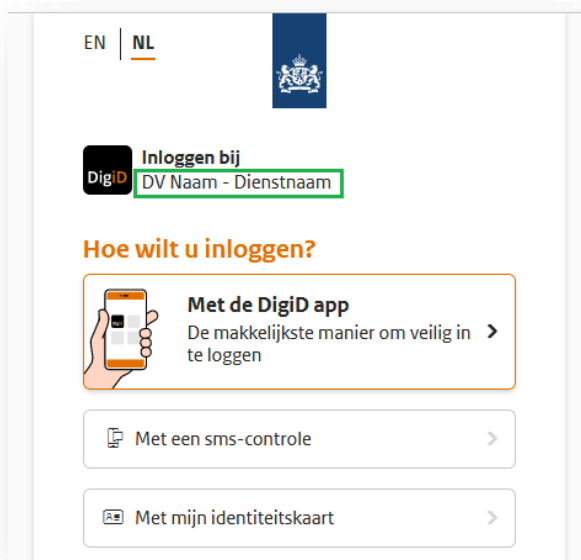 EN NL
DigiD
Inloggen bij
DV Naam - Dienstnaam
Hoe wilt u inloggen?
Met de DigiD app
De makkelijkste manier om veilig in
te loggen
Met een sms-controle
Met mijn identiteitskaart